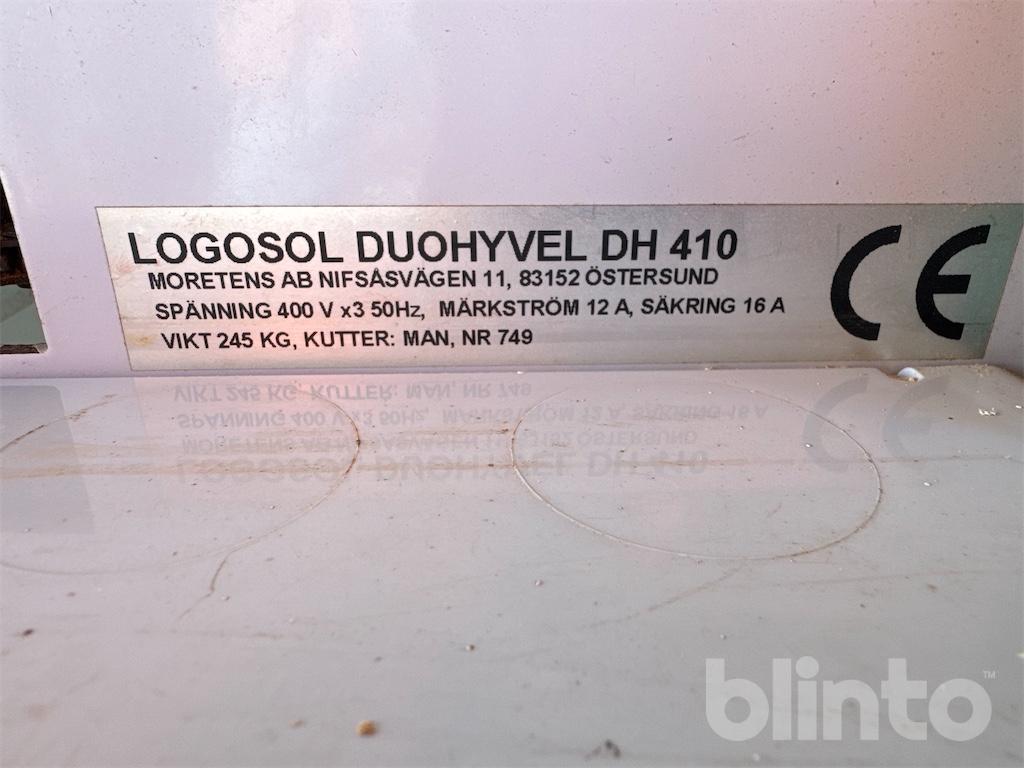 LOGOSOL DUOHYVEL DH 410
MORETENS AB NIFSÅSVÄGEN 11, 83152 ÖSTERSUND
SPÄNNING 400 V x3 50Hz, MÄRKSTRÖM 12 A, SÄKRING 16 A
VIKT 245 KG, KUTTER: MAN, NR 749
CE
blinto™